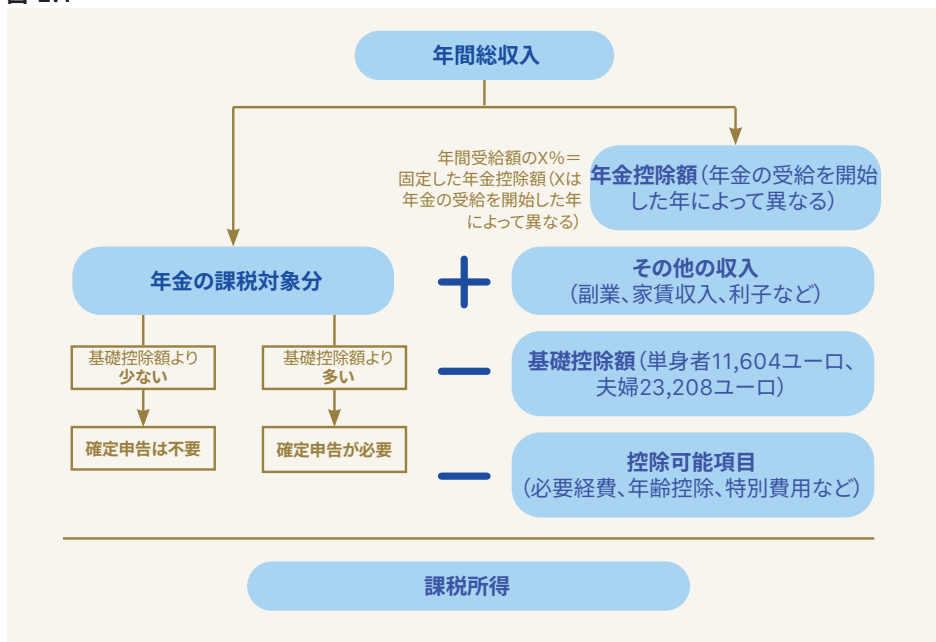 年間総収入
年間受給額のX%＝
固定した年金控除額（Xは
年金の受給を開始した年
によって異なる）
年金控除額（年金の受給を開始
した年によって異なる）
年金の課税対象分
その他の収入
（副業、家賃収入、利子など）
基礎控除額より
少ない
基礎控除額より
多い
基礎控除額（単身者11,604ユーロ、
夫婦23,208ユーロ）
確定申告は不要
確定申告が必要
控除可能項目
（必要経費、年齢控除、特別費用など）
課税所得